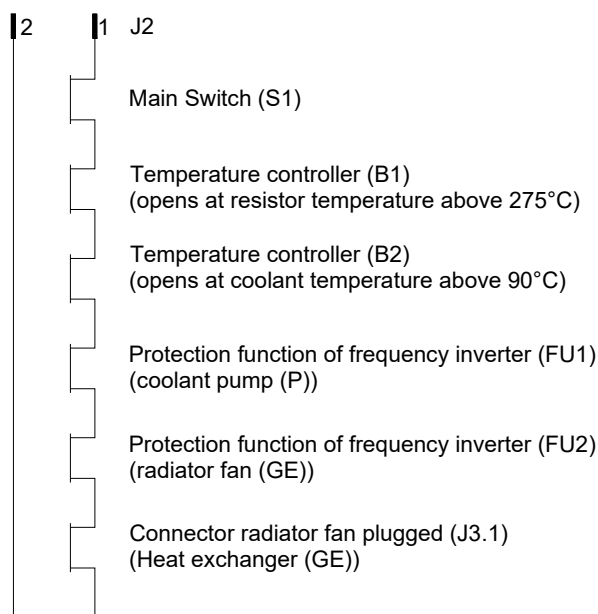 2 1 J2
Main Switch (S1)
Temperature controller (B1)
(opens at resistor temperature above 275°C)
Temperature controller (B2)
(opens at coolant temperature above 90°C)
Protection function of frequency inverter (FU1)
(coolant pump (P))
Protection function of frequency inverter (FU2)
(radiator fan (GE))
Connector radiator fan plugged (J3.1)
(Heat exchanger (GE))